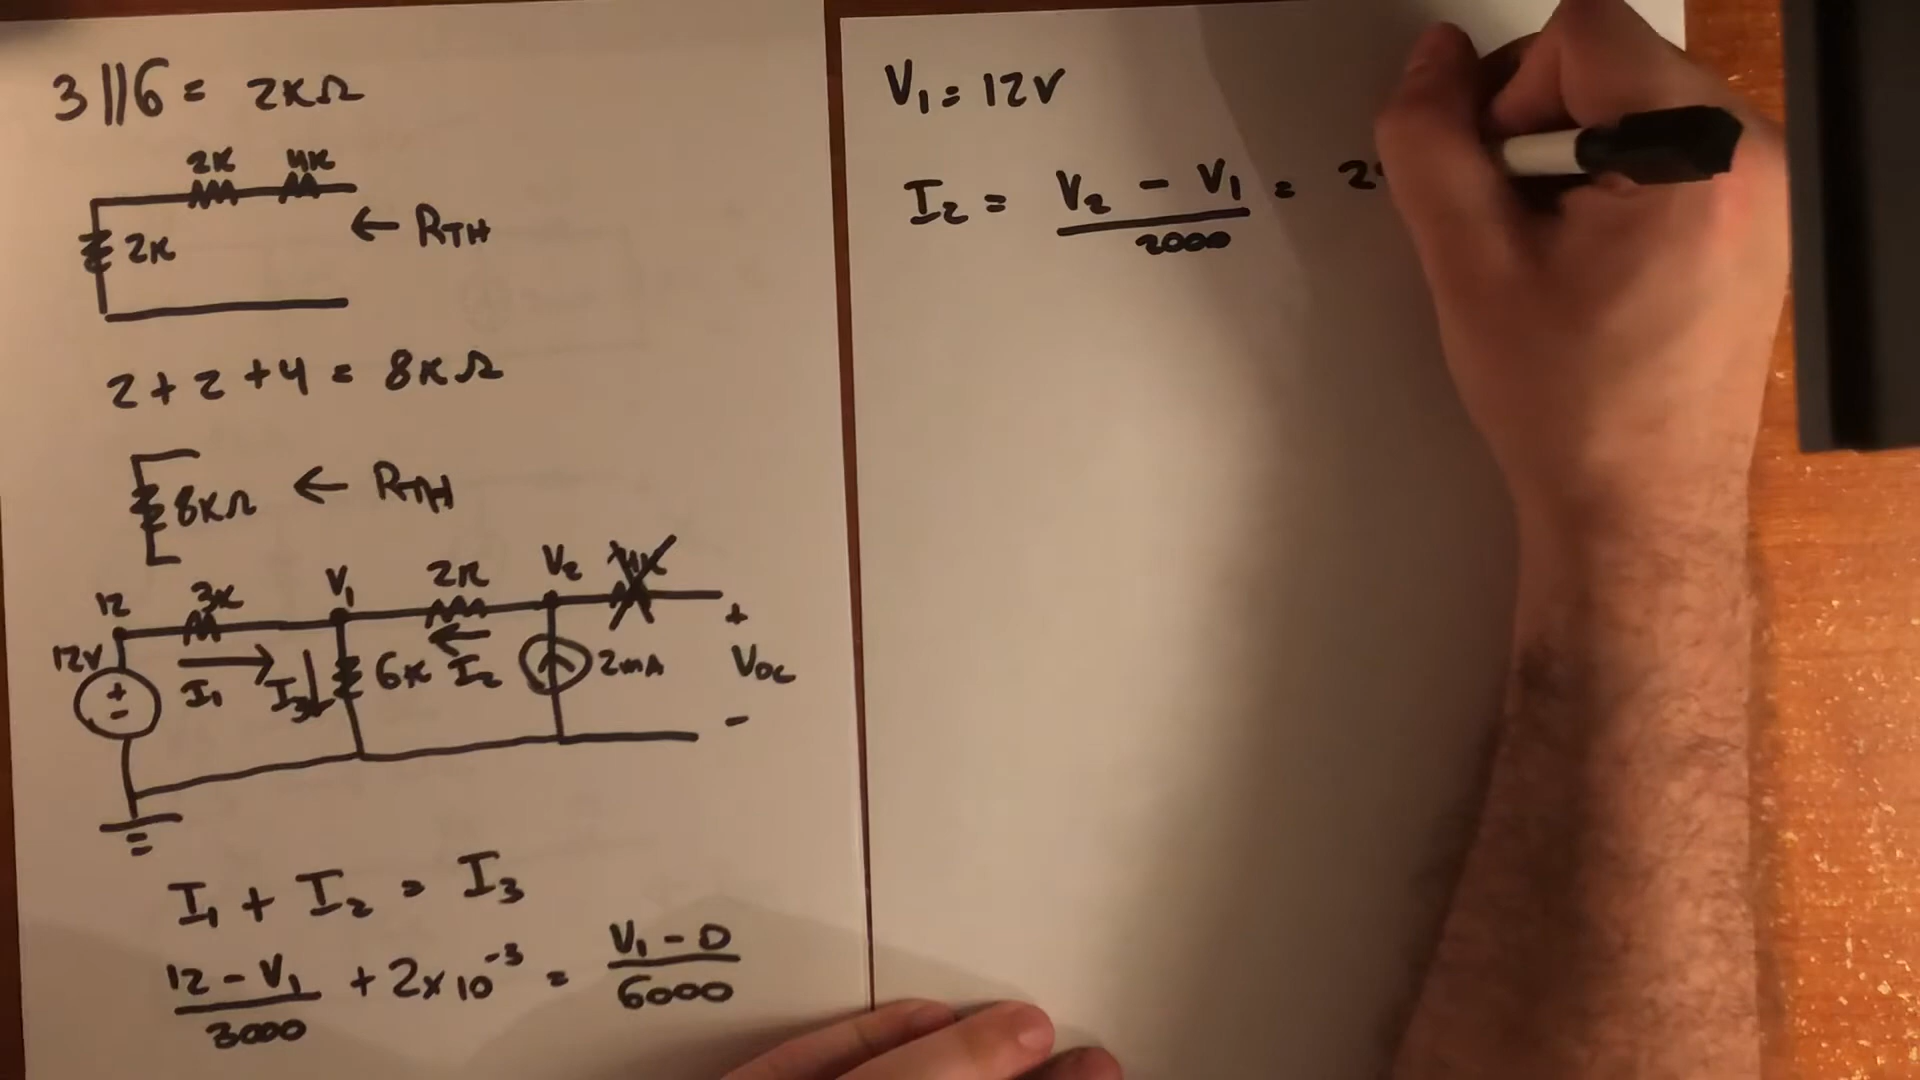 3 || 6 = 2KΩ
2K 4K
2K
← RTH
2 + 2 + 4 = 8KΩ
8KΩ ← RTH
12 3K V₁ 2K V₂ 4K
12V
+
-
I₁ I₃ 6K I₂ 2mA
+
Voc
-
I₁ + I₂ = I₃
12 - V₁ / 3000 + 2x10⁻³ = V₁ - 0 / 6000
V₁ = 12V
I₂ = V₂ - V₁ / 2000 = 2